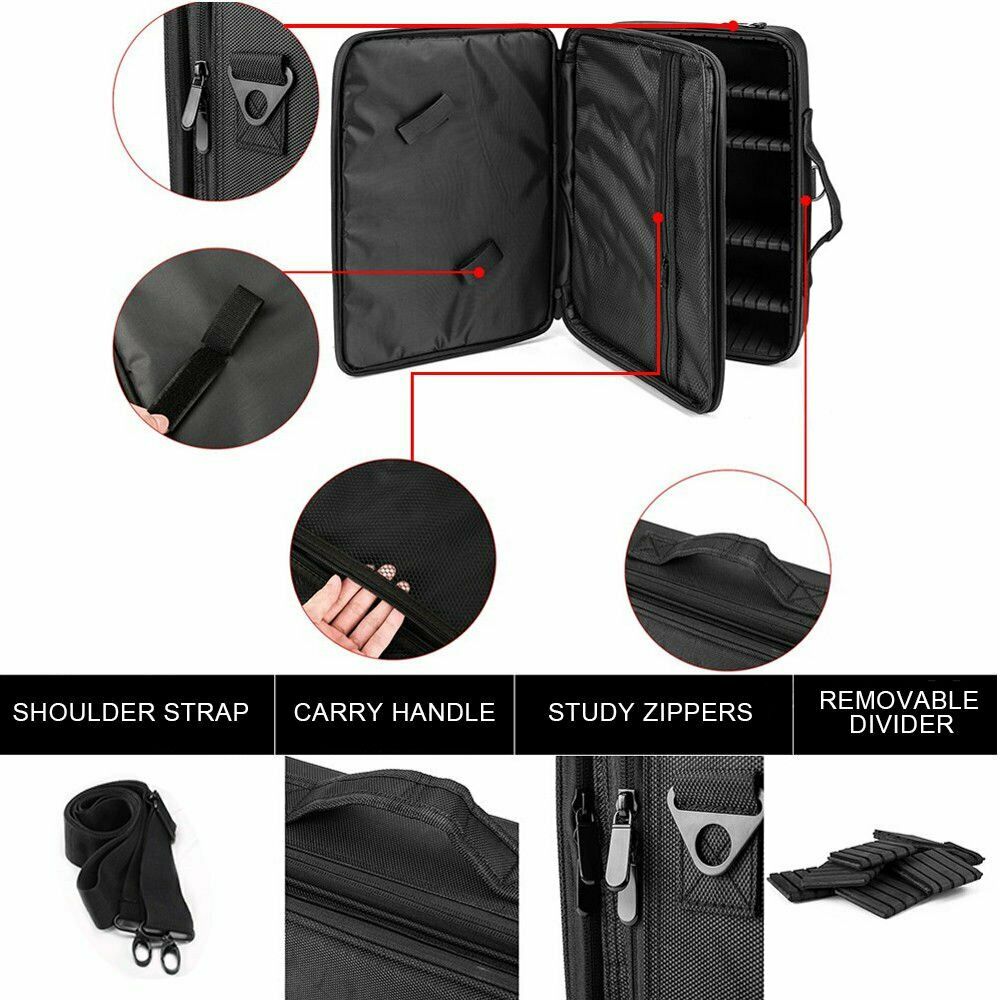 SHOULDER STRAP
CARRY HANDLE
STUDY ZIPPERS
REMOVABLE
DIVIDER